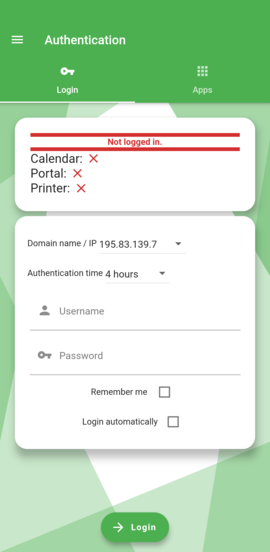 Authentication
Login
Apps
Not logged in.
Calendar:
Portal:
Printer:
Domain name / IP 195.83.139.7
Authentication time 4 hours
Username
Password
Remember me
Login automatically
Login